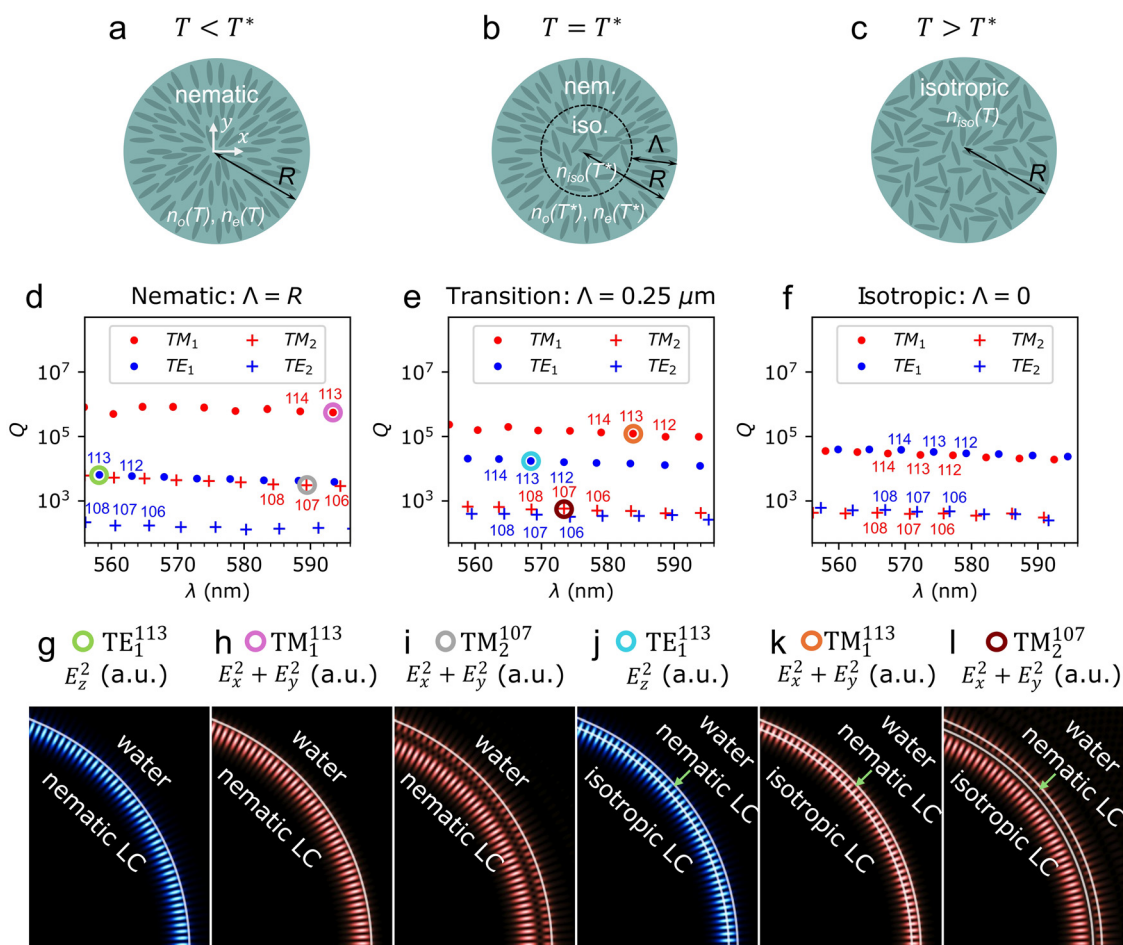 a T < T*
b T = T*
c T > T*
nematic
y
x
R
n_o(T), n_e(T)
nem.
iso.
Λ
R
n_iso(T*)
n_o(T*), n_e(T*)
isotropic
n_iso(T)
R
d Nematic: Λ = R
TM_1 TM_2
TE_1 TE_2
10^7
10^5
10^3
Q
114 113
113 112
108 107 106
108 107 106
560 570 580 590
λ (nm)
e Transition: Λ = 0.25 μm
TM_1 TM_2
TE_1 TE_2
10^7
10^5
10^3
Q
114 113 112
114 113 112
108 107 106
108 107 106
560 570 580 590
λ (nm)
f Isotropic: Λ = 0
TM_1 TM_2
TE_1 TE_2
10^7
10^5
10^3
Q
114 113 112
114 113 112
108 107 106
108 107 106
560 570 580 590
λ (nm)
g TE_1^113
E_z^2 (a.u.)
water
nematic LC
h TM_1^113
E_x^2 + E_y^2 (a.u.)
water
nematic LC
i TM_2^107
E_x^2 + E_y^2 (a.u.)
water
nematic LC
j TE_1^113
E_z^2 (a.u.)
water
nematic LC
isotropic LC
k TM_1^113
E_x^2 + E_y^2 (a.u.)
water
nematic LC
isotropic LC
l TM_2^107
E_x^2 + E_y^2 (a.u.)
water
nematic LC
isotropic LC